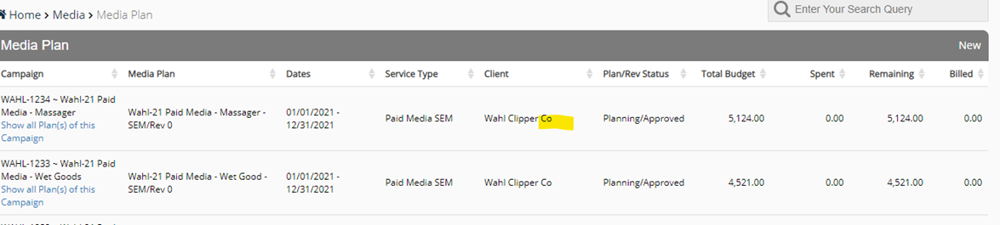 Home > Media > Media Plan
Enter Your Search Query
Media Plan
New
Campaign Media Plan Dates Service Type Client Plan/Rev Status Total Budget Spent Remaining Billed
WAHL-1234 ~ Wahl-21 Paid
Media - Massager
Show all Plan(s) of this
Campaign
Wahl-21 Paid Media - Massager -
SEM/Rev 0
01/01/2021 -
12/31/2021
Paid Media SEM
Wahl Clipper Co
Planning/Approved
5,124.00
0.00
5,124.00
0.00
WAHL-1233 ~ Wahl-21 Paid
Media - Wet Goods
Show all Plan(s) of this
Campaign
Wahl-21 Paid Media - Wet Good -
SEM/Rev 0
01/01/2021 -
12/31/2021
Paid Media SEM
Wahl Clipper Co
Planning/Approved
4,521.00
0.00
4,521.00
0.00